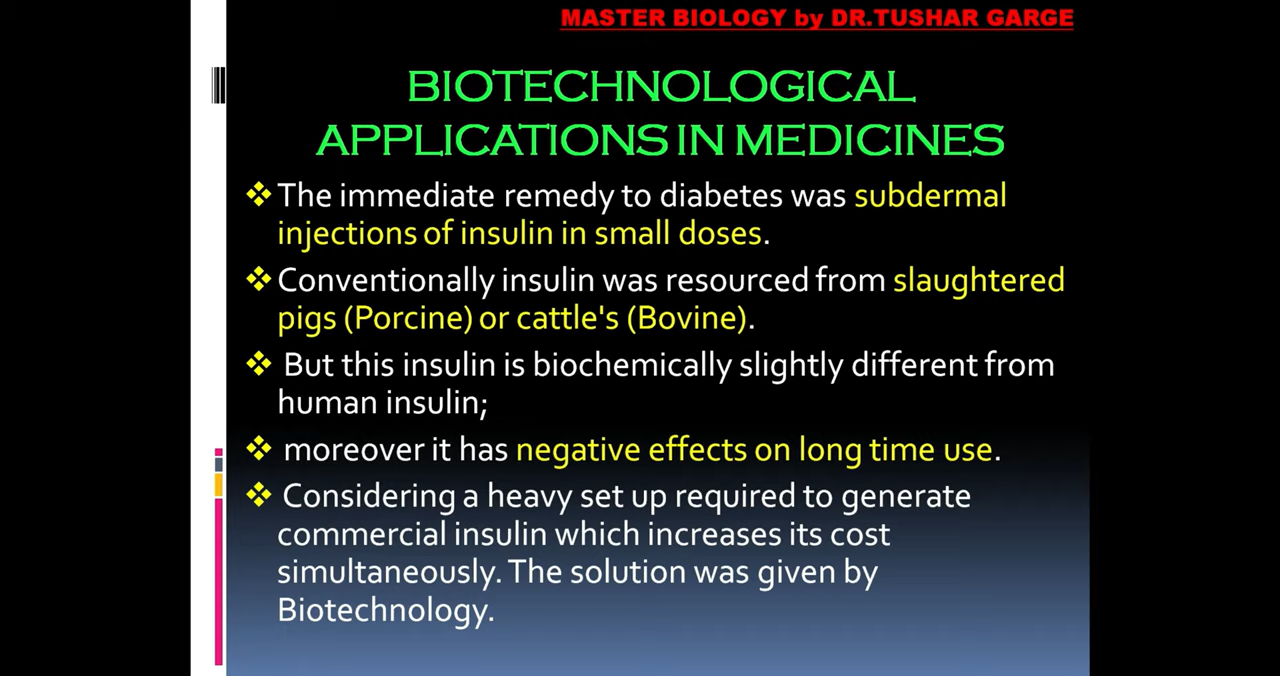 MASTER BIOLOGY by DR.TUSHAR GARGE
BIOTECHNOLOGICAL
APPLICATIONS IN MEDICINES
The immediate remedy to diabetes was subdermal
injections of insulin in small doses.
Conventionally insulin was resourced from slaughtered
pigs (Porcine) or cattle's (Bovine).
But this insulin is biochemically slightly different from
human insulin;
moreover it has negative effects on long time use.
Considering a heavy set up required to generate
commercial insulin which increases its cost
simultaneously. The solution was given by
Biotechnology.